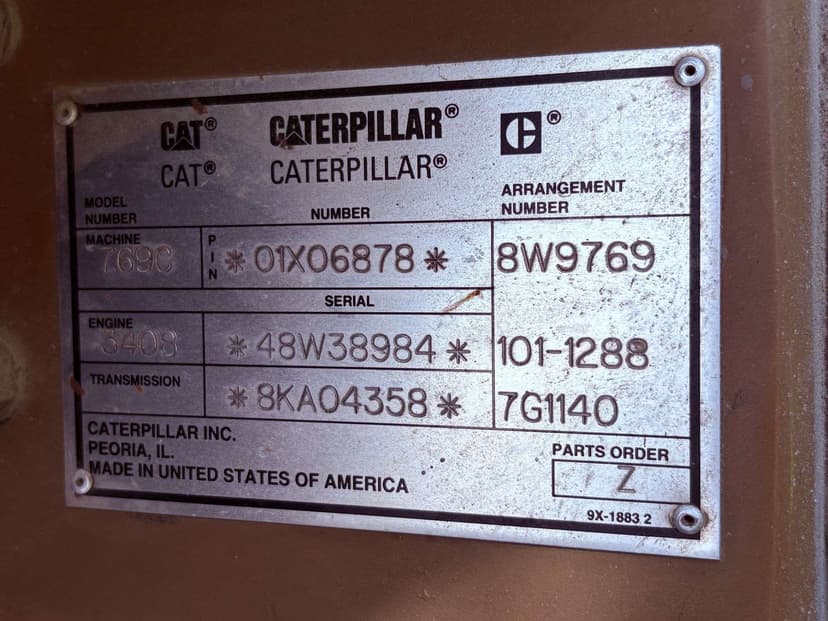 CAT® CATERPILLAR® ®
CAT® CATERPILLAR®
MODEL NUMBER NUMBER ARRANGEMENT NUMBER
MACHINE 769C PIN *01X06878* 8W9769
SERIAL
ENGINE 3408 *48W38984* 101-1288
TRANSMISSION *8KA04358* 7G1140
CATERPILLAR INC.
PEORIA, IL.
MADE IN UNITED STATES OF AMERICA
PARTS ORDER
Z
9X-1883 2